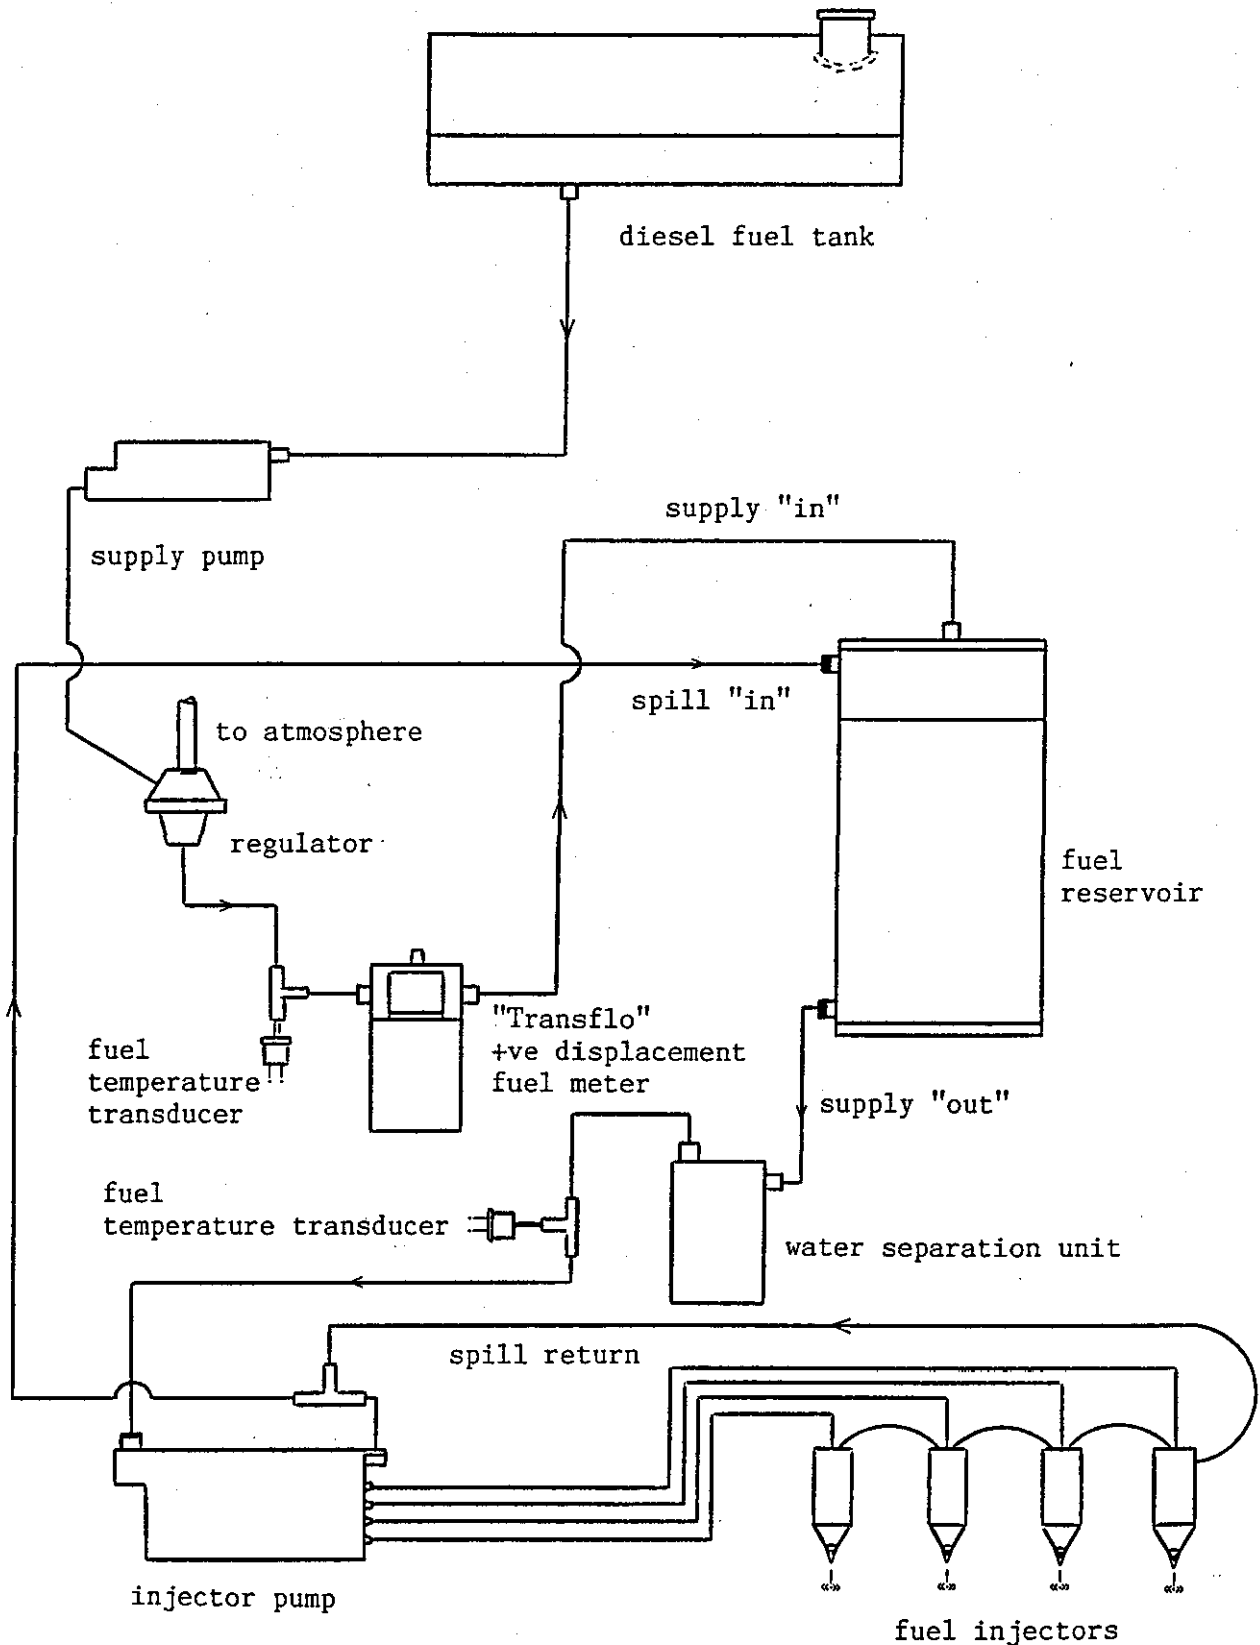 diesel fuel tank
supply "in"
supply pump
spill "in"
to atmosphere
regulator
fuel
reservoir
"Transflo"
+ve displacement
fuel meter
fuel
temperature
transducer
supply "out"
fuel
temperature transducer
water separation unit
spill return
injector pump
fuel injectors